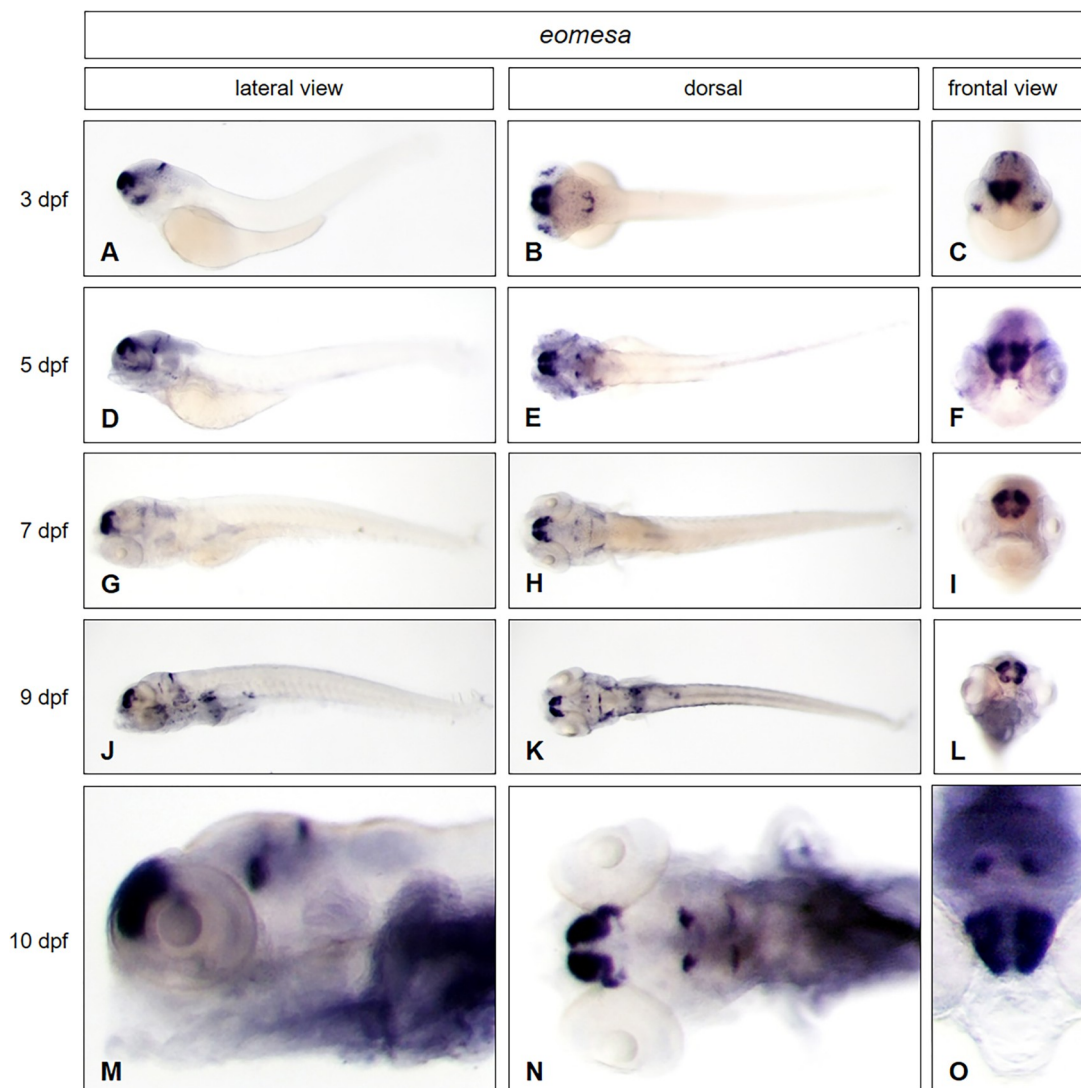 eomesa
lateral view
dorsal
frontal view
3 dpf
A
B
C
5 dpf
D
E
F
7 dpf
G
H
I
9 dpf
J
K
L
10 dpf
M
N
O